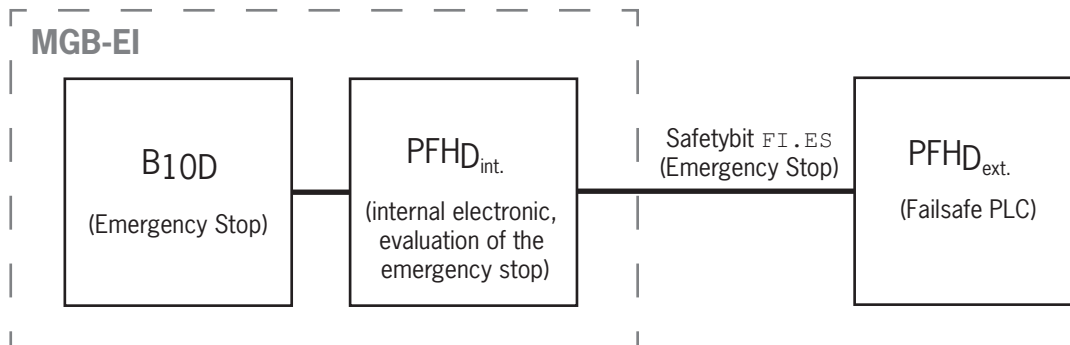 MGB-EI
B10D
(Emergency Stop)
PFHDint.
(internal electronic,
evaluation of the
emergency stop)
Safetybit FI.ES
(Emergency Stop)
PFHDext.
(Failsafe PLC)